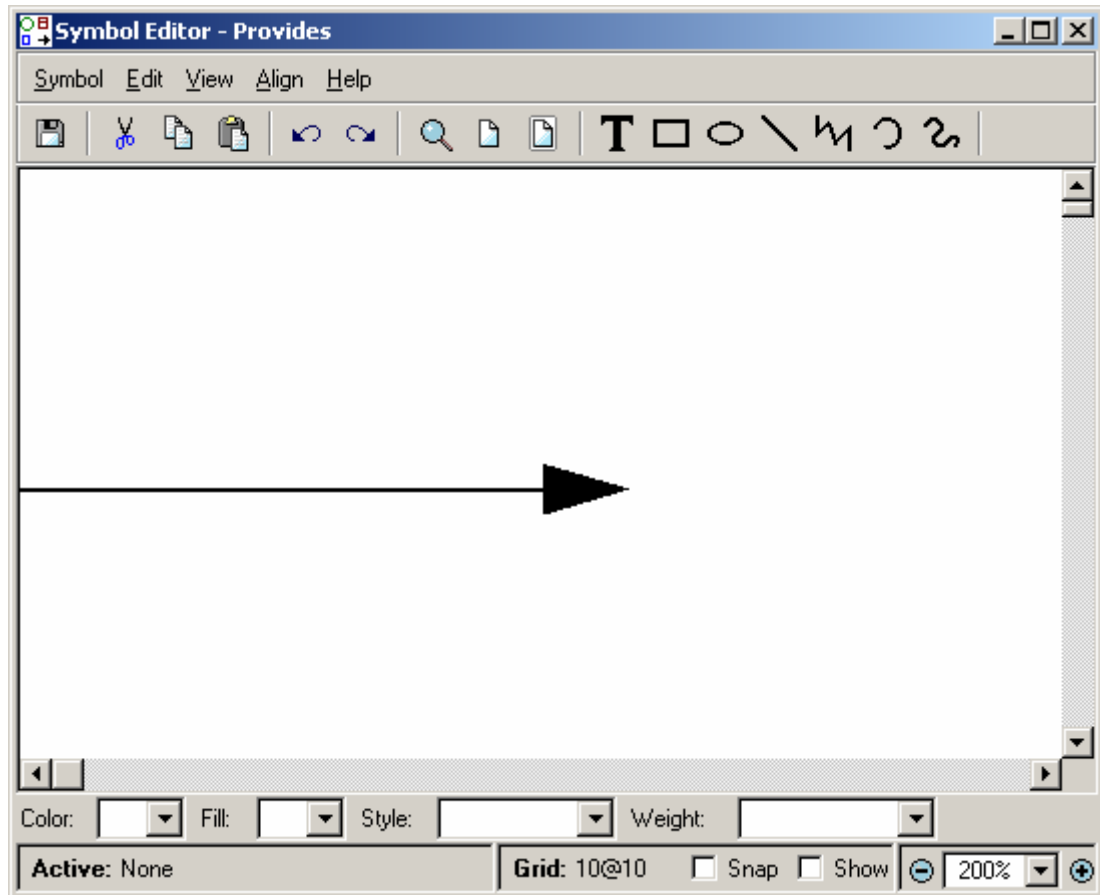 Symbol Editor - Provides
Symbol Edit View Align Help
T
Color: Fill: Style: Weight:
Active: None Grid: 10@10 Snap Show 200%